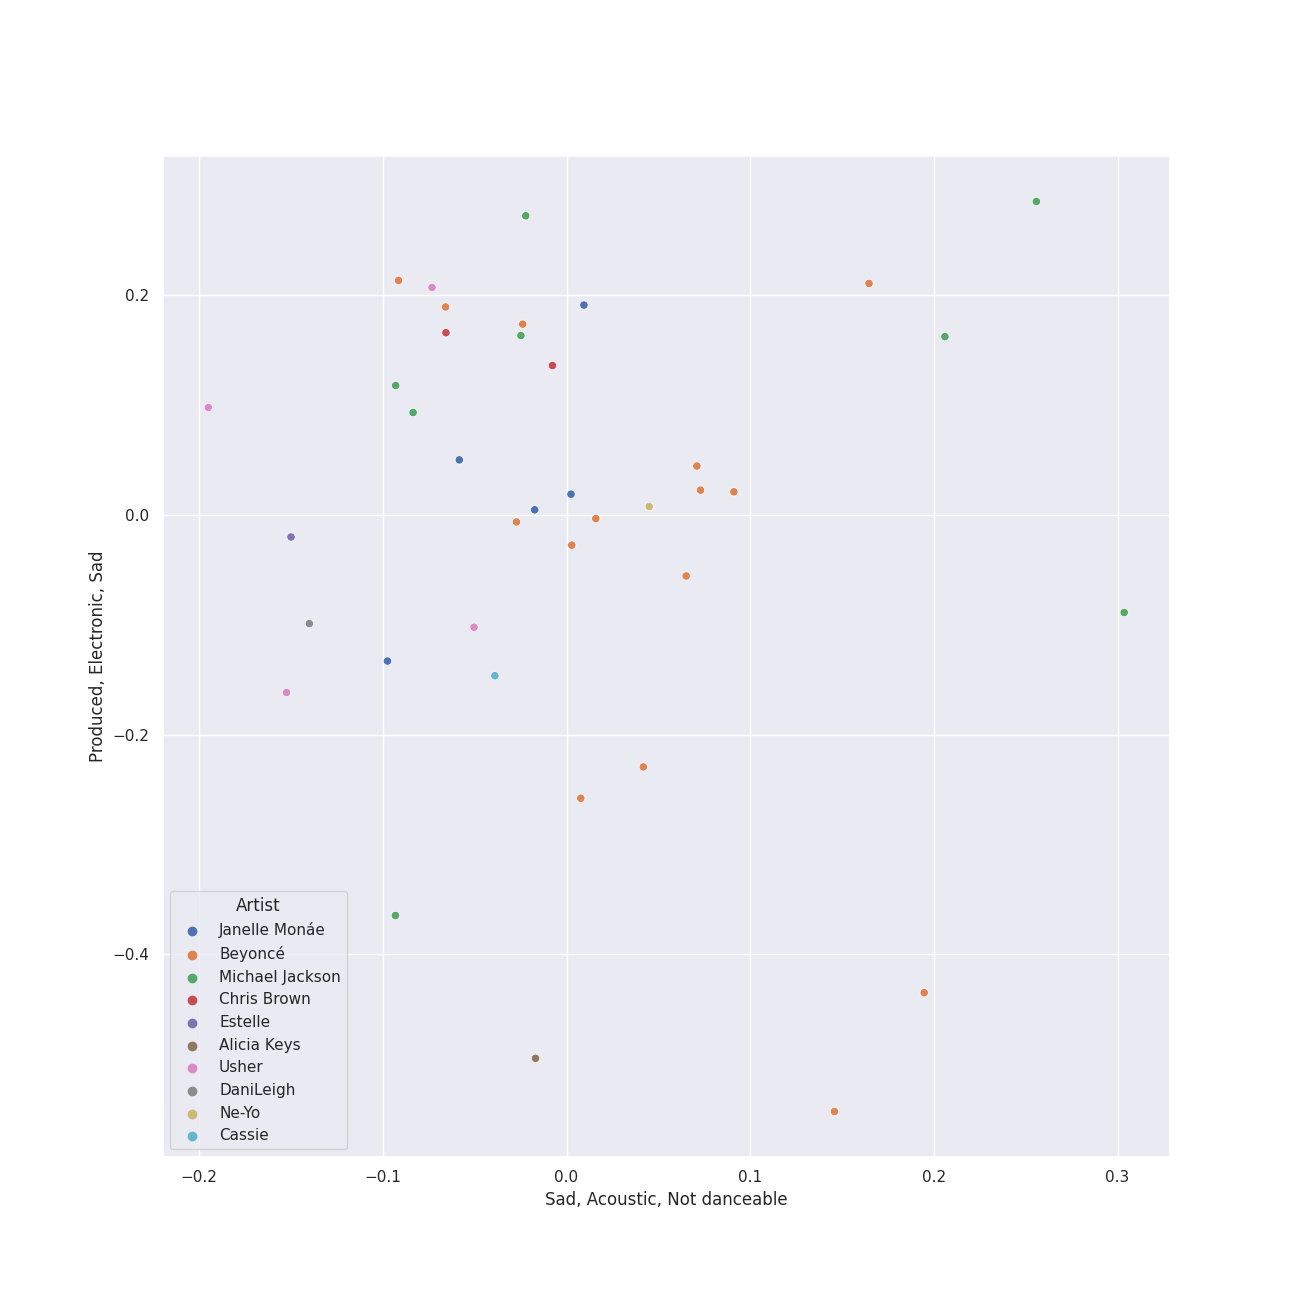 0.2
0.0
−0.2
−0.4
Produced, Electronic, Sad
Artist
Janelle Monáe
Beyoncé
Michael Jackson
Chris Brown
Estelle
Alicia Keys
Usher
DaniLeigh
Ne-Yo
Cassie
−0.2 −0.1 0.0 0.1 0.2 0.3
Sad, Acoustic, Not danceable